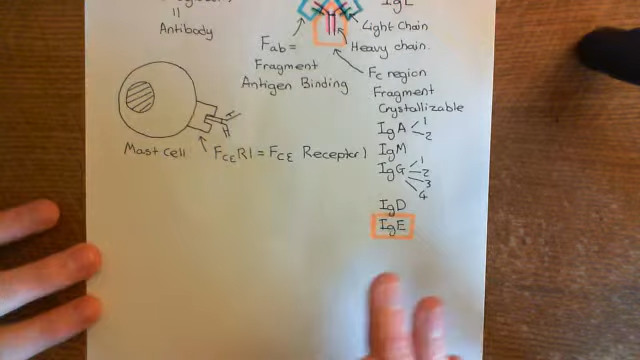 IgE
Light Chain
Antibody
Heavy chain.
Fab =
Fragment
Antigen Binding
Fc region
Fragment
Crystallizable
IgA 1
2
IgM
IgG 1
2
3
4
IgD
IgE
Mast cell
FcεR1 = Fcε Receptor 1